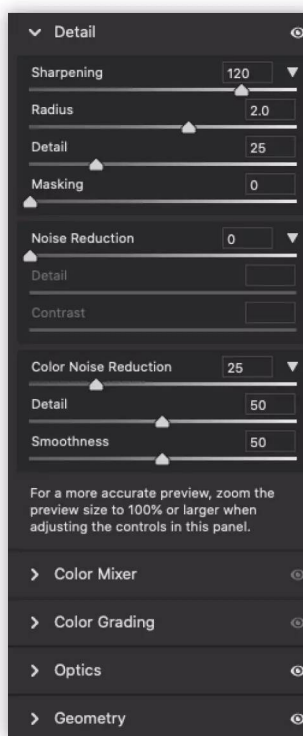 Detail
Sharpening 120
Radius 2.0
Detail 25
Masking 0
Noise Reduction 0
Detail
Contrast
Color Noise Reduction 25
Detail 50
Smoothness 50
For a more accurate preview, zoom the
preview size to 100% or larger when
adjusting the controls in this panel.
Color Mixer
Color Grading
Optics
Geometry